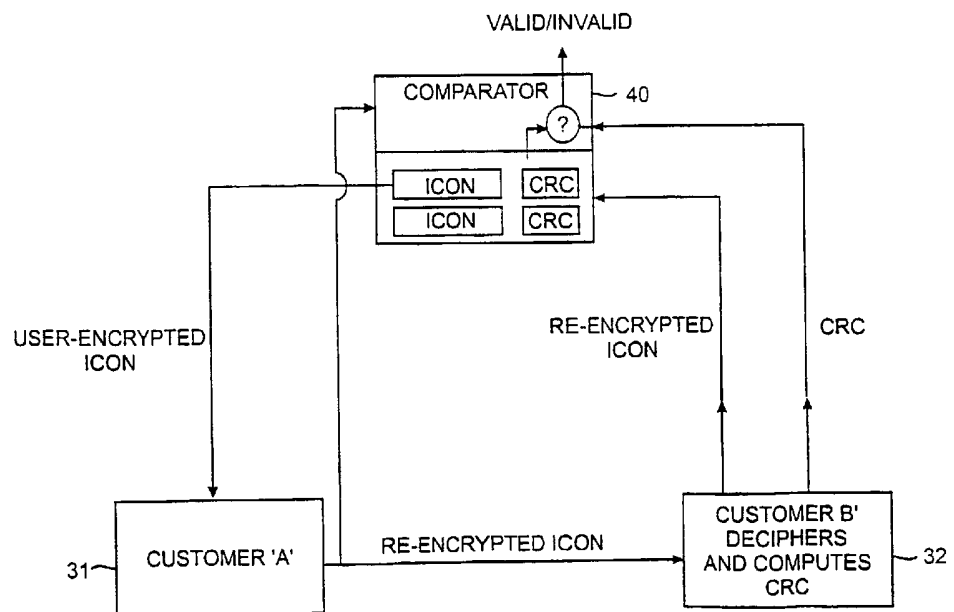 VALID/INVALID
COMPARATOR
40
?
ICON
CRC
ICON
CRC
USER-ENCRYPTED
ICON
RE-ENCRYPTED
ICON
CRC
31
CUSTOMER 'A'
RE-ENCRYPTED ICON
CUSTOMER B'
DECIPHERS
AND COMPUTES
CRC
32